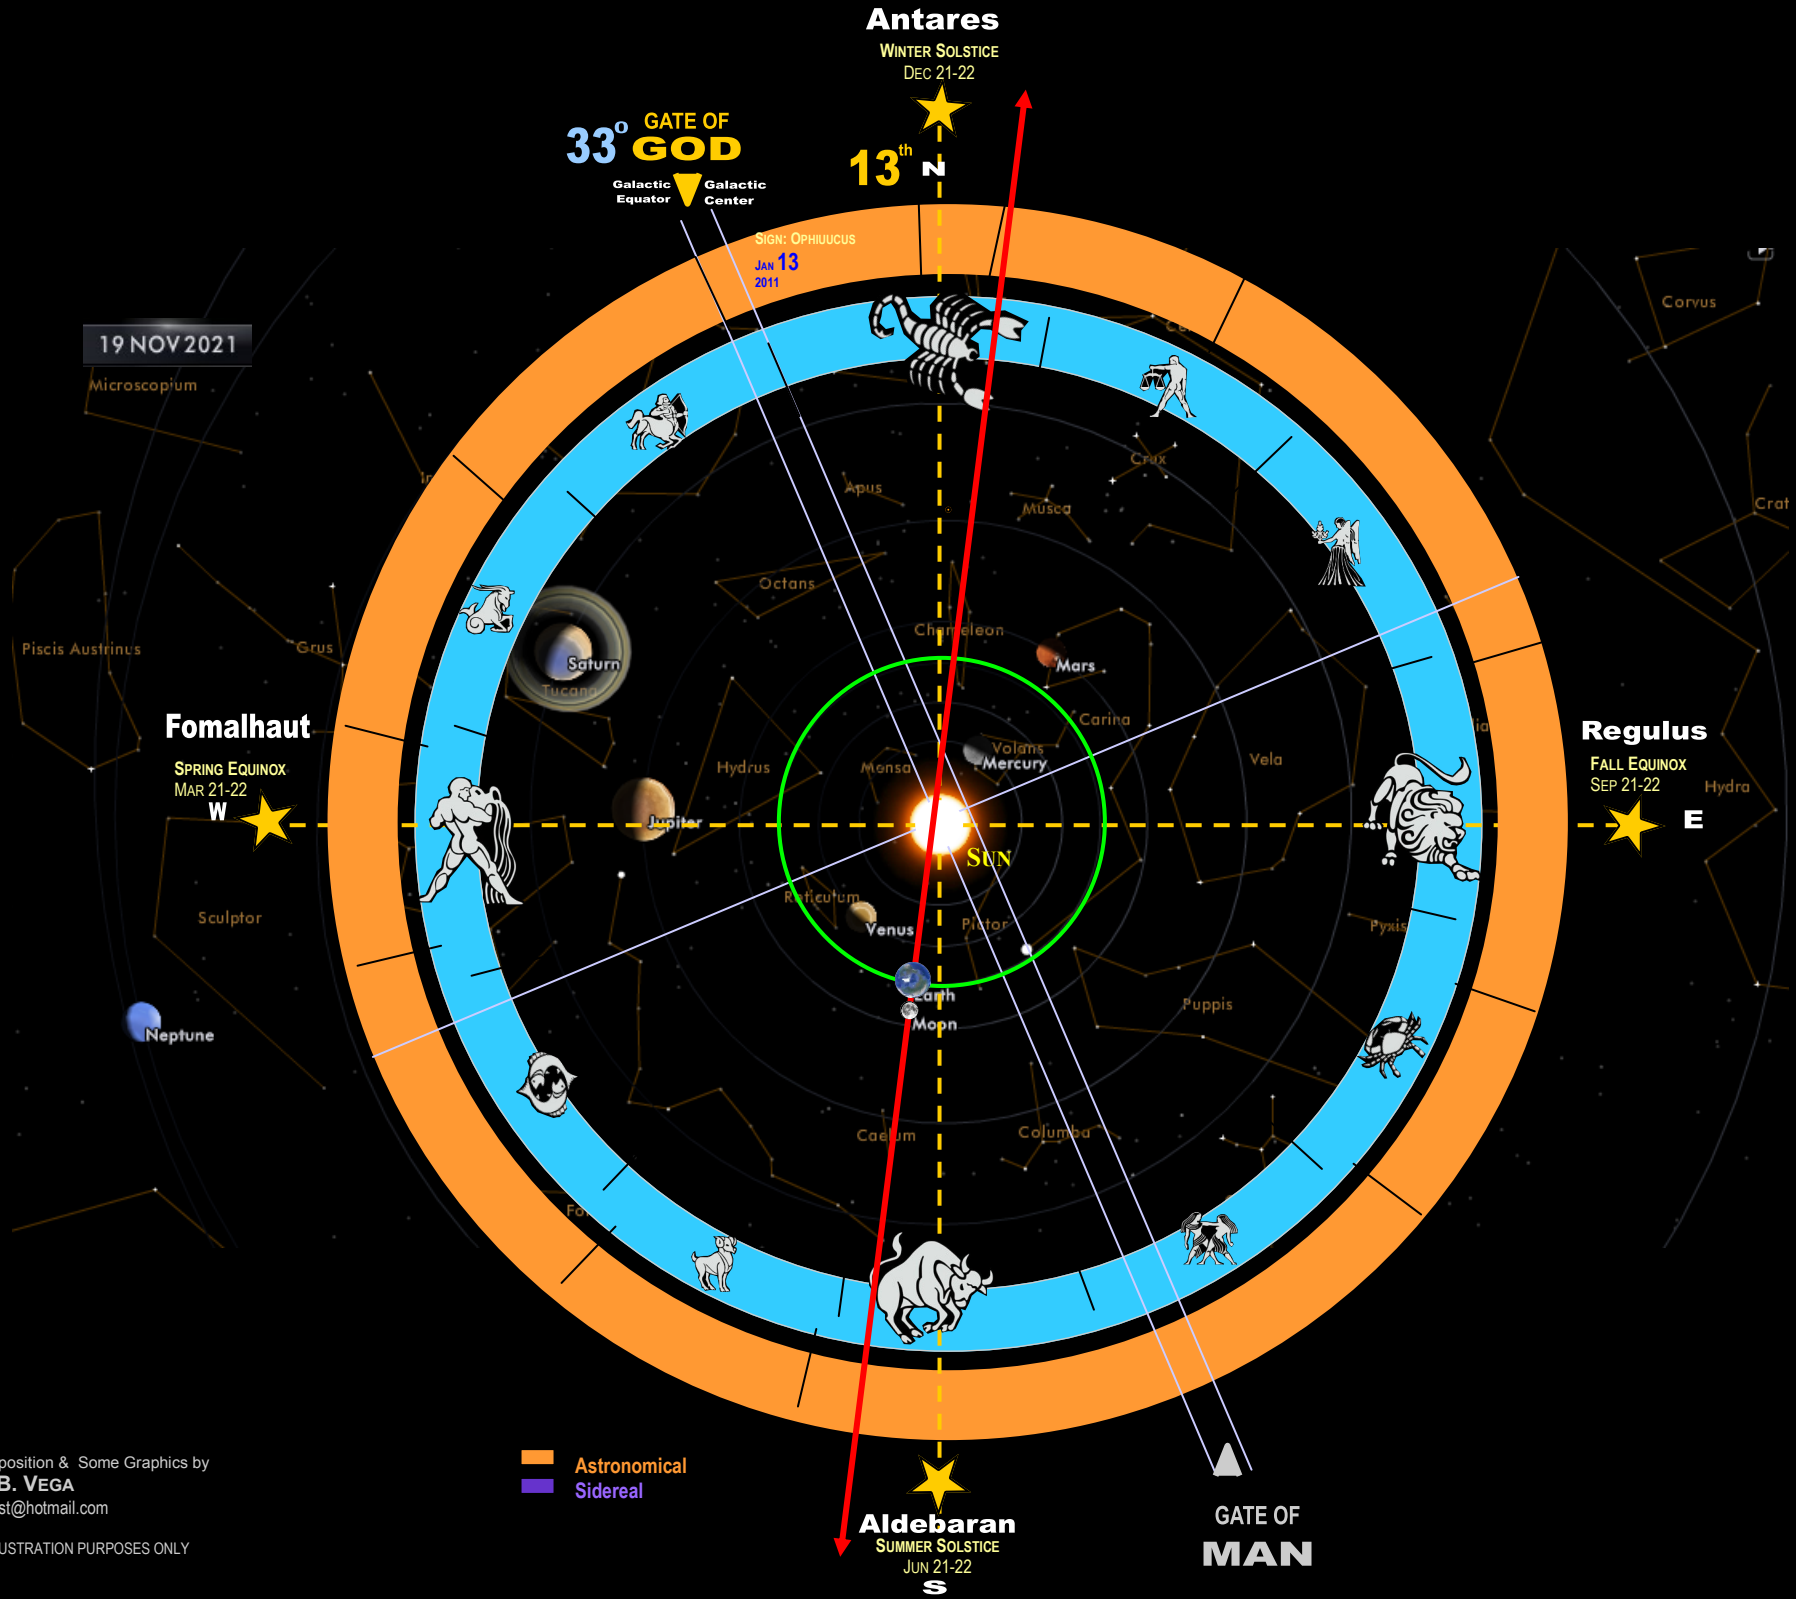 Antares
WINTER SOLSTICE
DEC 21-22
33° GATE OF
GOD
13th N
Galactic Equator
Galactic Center
SIGN: OPHIUUCUS
JAN 13
2011
19 NOV 2021
Microscopium
Corvus
Crux
Apus
Musca
Octans
Chameleon
Piscis Austrinus
Grus
Saturn
Tucana
Mars
Fomalhaut
SPRING EQUINOX
MAR 21-22
W
Carina
Volans
Mercury
Mensa
Hydrus
Vela
Regulus
FALL EQUINOX
SEP 21-22
E
Hydra
Jupiter
SUN
Reticulum
Venus
Pictor
Pyxis
Sculptor
Earth
Moon
Puppis
Neptune
Caelum
Columba
position & Some Graphics by
B. VEGA
st@hotmail.com
USTRATION PURPOSES ONLY
Astronomical
Sidereal
Aldebaran
SUMMER SOLSTICE
JUN 21-22
S
GATE OF
MAN